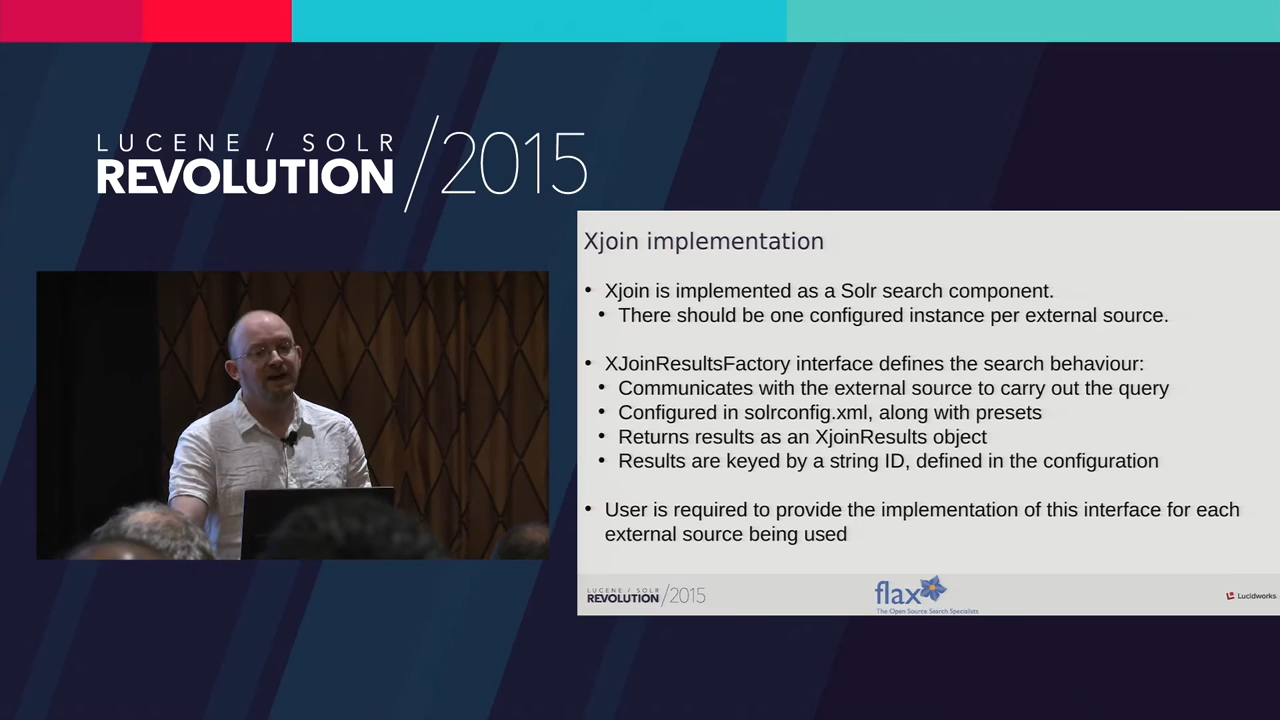 LUCENE / SOLR
REVOLUTION /2015
Xjoin implementation
• Xjoin is implemented as a Solr search component.
• There should be one configured instance per external source.
• XJoinResultsFactory interface defines the search behaviour:
• Communicates with the external source to carry out the query
• Configured in solrconfig.xml, along with presets
• Returns results as an XjoinResults object
• Results are keyed by a string ID, defined in the configuration
• User is required to provide the implementation of this interface for each
external source being used
LUCENE / SOLR
REVOLUTION /2015
flax
The Open Source Search Specialists
Lucidworks